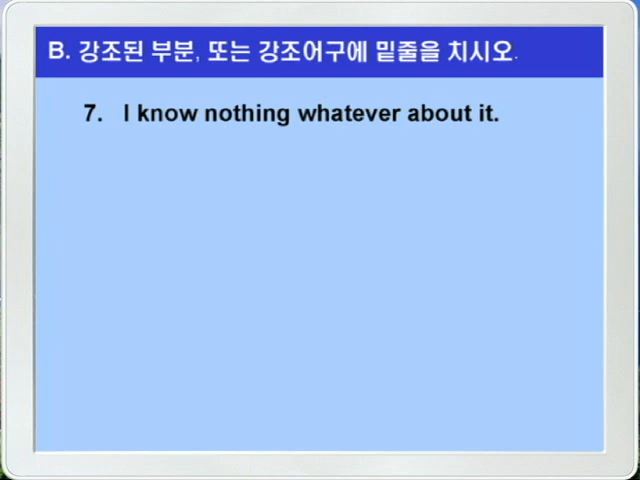 B. 강조된 부분, 또는 강조어구에 밑줄을 치시오.
7. I know nothing whatever about it.